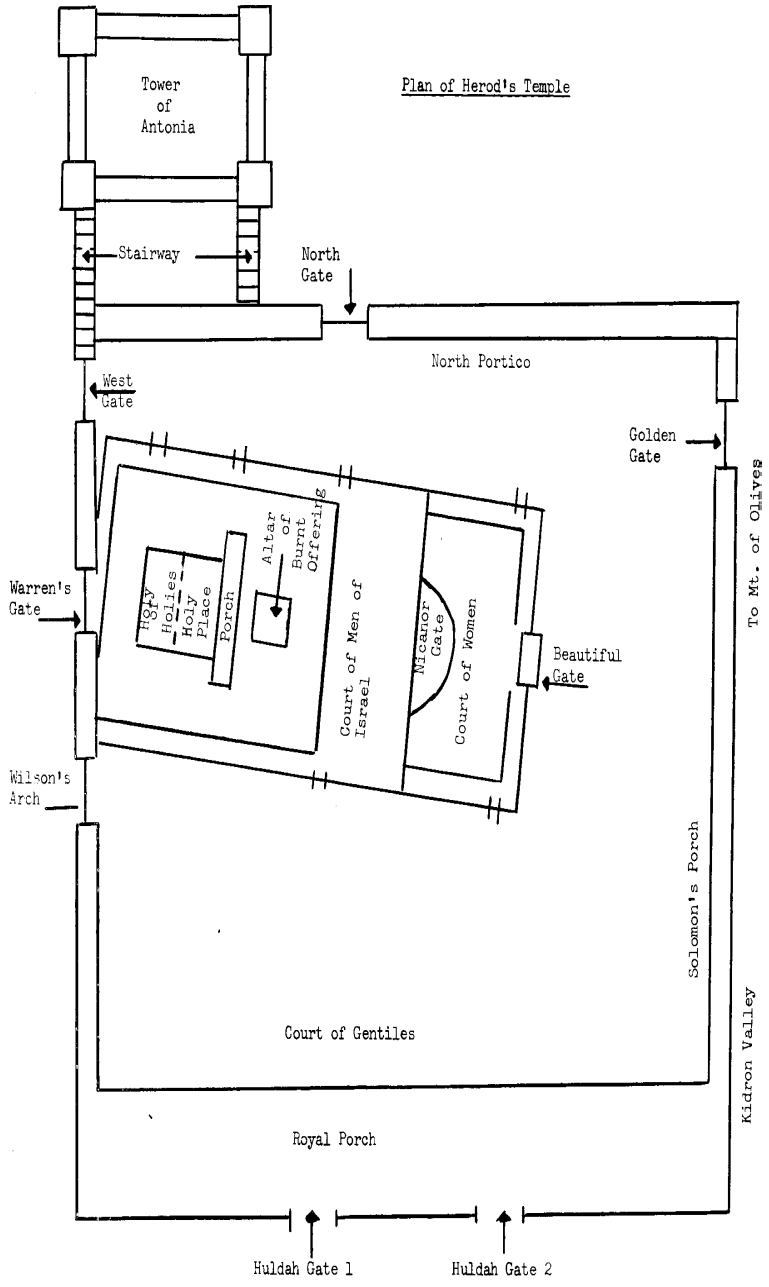 Plan of Herod's Temple
Tower
of
Antonia
Stairway
North
Gate
North Portico
West
Gate
Golden
Gate
To Mt. of Olives
Altar
of
Burnt
Offering
Holy
of
Holies
Holy
Place
Porch
Court of Men of
Israel
Nicanor
Gate
Court of Women
Warren's
Gate
Beautiful
Gate
Wilson's
Arch
Solomon's Porch
Court of Gentiles
Kidron Valley
Royal Porch
Huldah Gate 1
Huldah Gate 2